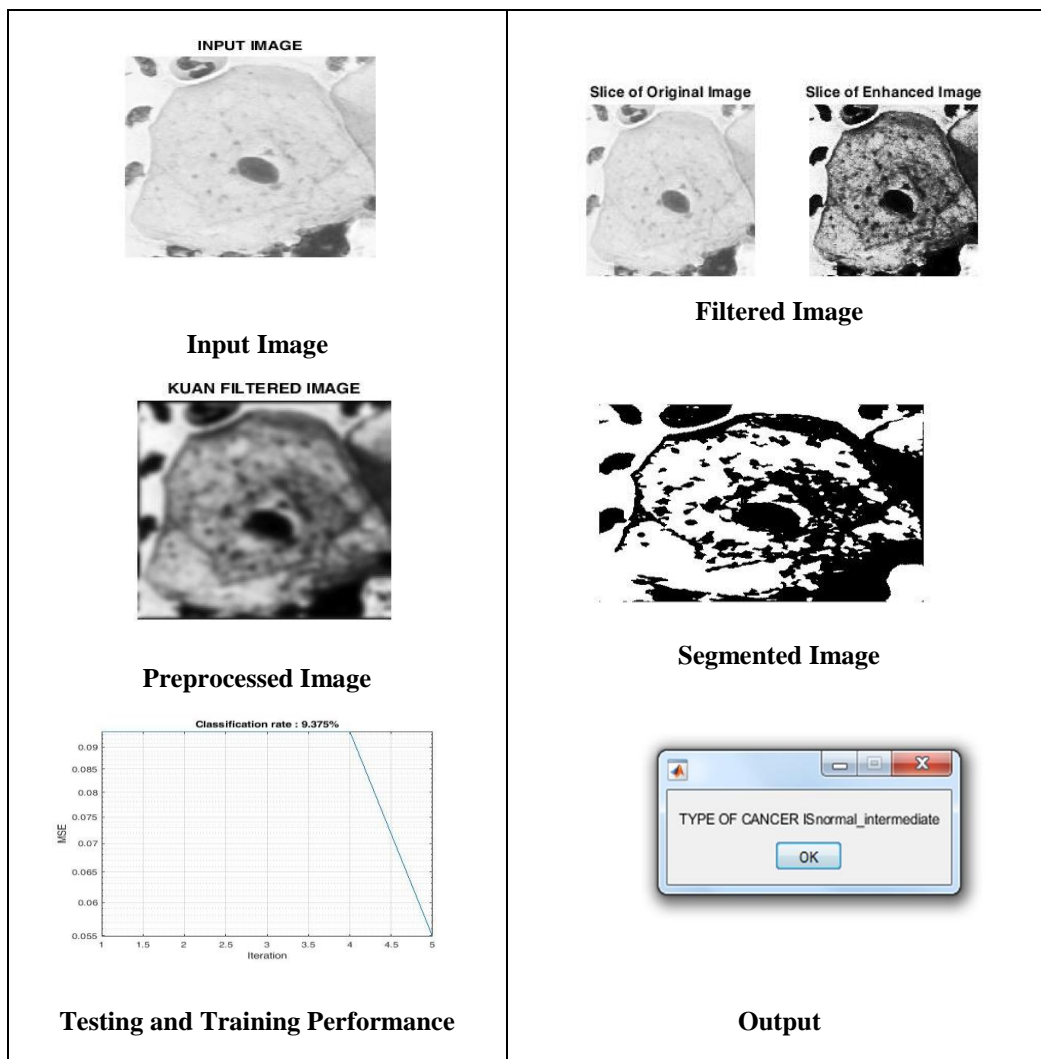 INPUT IMAGE
Input Image
Slice of Original Image
Slice of Enhanced Image
Filtered Image
KUAN FILTERED IMAGE
Preprocessed Image
Segmented Image
Classification rate : 9.375%
MSE
0.09
0.085
0.08
0.075
0.07
0.065
0.06
0.055
1 1.5 2 2.5 3 3.5 4 4.5 5
Iteration
Testing and Training Performance
TYPE OF CANCER ISnormal_intermediate
OK
Output